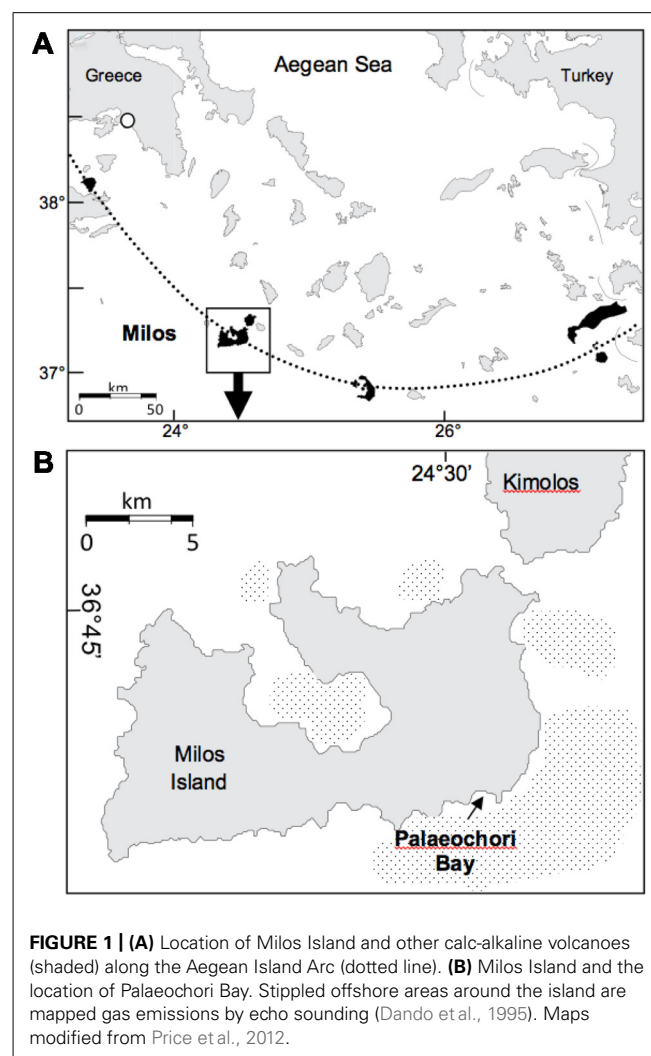 A
Greece
Aegean Sea
Turkey
38°
Milos
37°
km
0 50
24° 26°
B
24°30'
Kimolos
km
0 5
36°45'
Milos
Island
Palaeochori
Bay
FIGURE 1 | (A) Location of Milos Island and other calc-alkaline volcanoes
(shaded) along the Aegean Island Arc (dotted line). (B) Milos Island and the
location of Palaeochori Bay. Stippled offshore areas around the island are
mapped gas emissions by echo sounding (Dando et al., 1995). Maps
modified from Price et al., 2012.